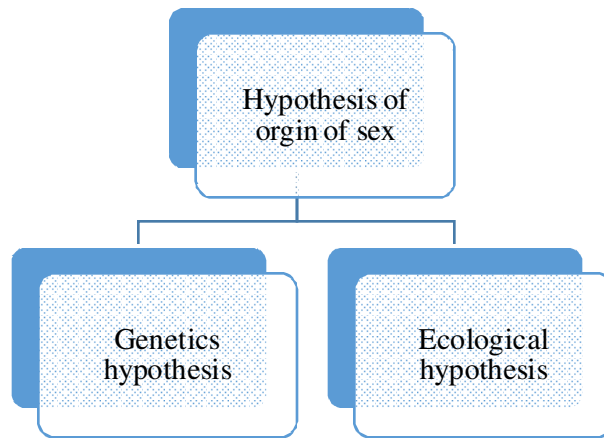 Hypothesis of
orgin of sex
Genetics
hypothesis
Ecological
hypothesis